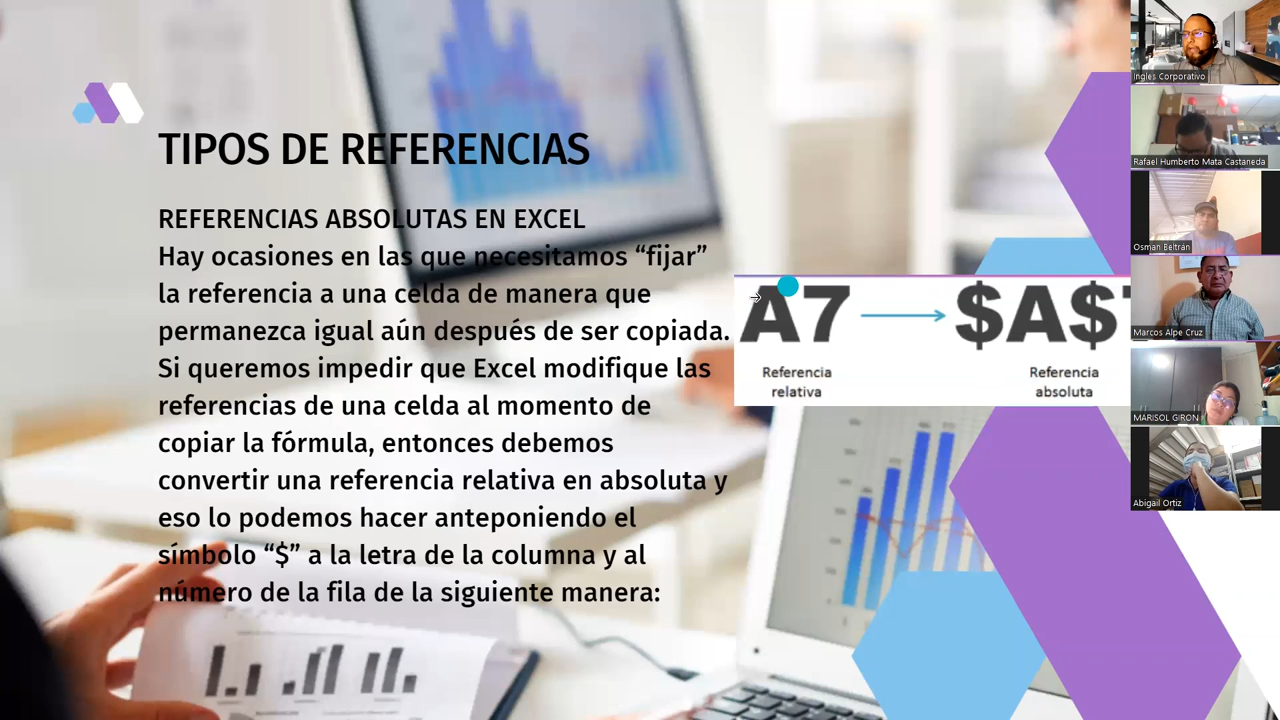 TIPOS DE REFERENCIAS
REFERENCIAS ABSOLUTAS EN EXCEL
Hay ocasiones en las que necesitamos “fijar”
la referencia a una celda de manera que
permanezca igual aún después de ser copiada.
Si queremos impedir que Excel modifique las
referencias de una celda al momento de
copiar la fórmula, entonces debemos
convertir una referencia relativa en absoluta y
eso lo podemos hacer anteponiendo el
símbolo “$” a la letra de la columna y al
número de la fila de la siguiente manera:
A7 → $A$
Referencia
relativa
Referencia
absoluta
Ingles Corporativo
Rafael Humberto Mata Castaneda
Osman Beltrán
Marcos Alpe Cruz
MARISOL GIRON
Abigail Ortiz